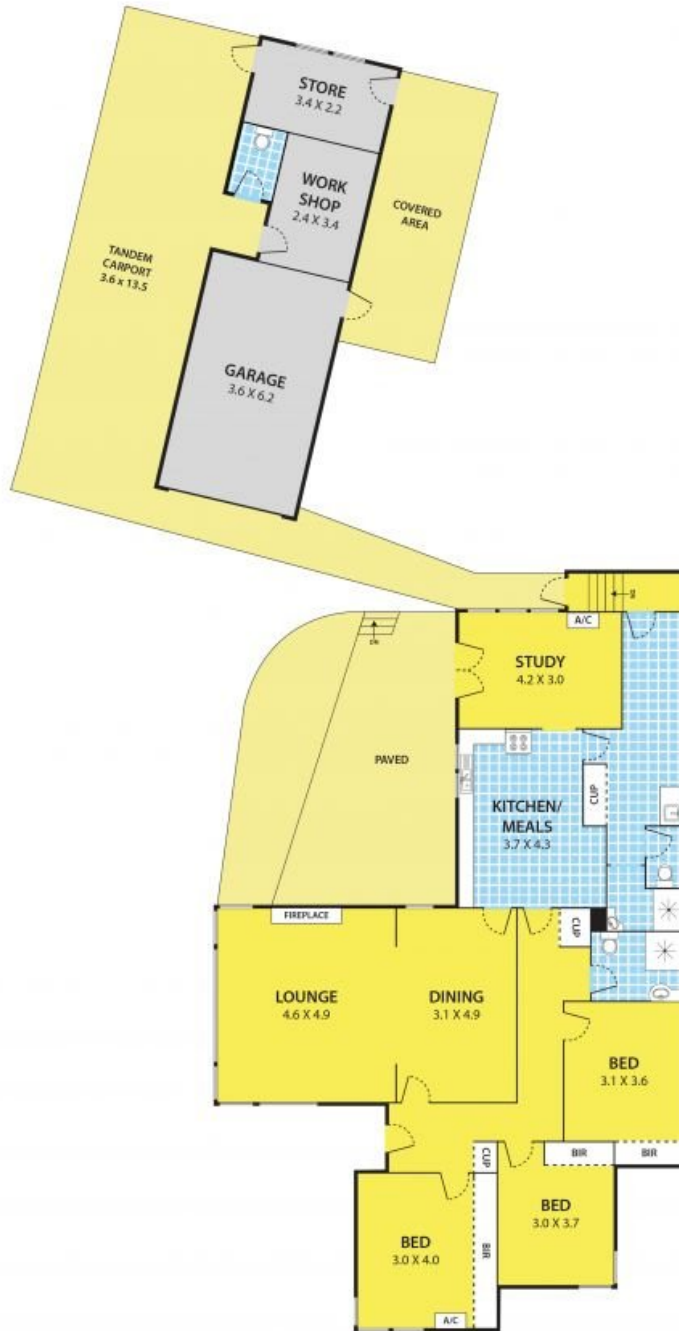 STORE
3.4 X 2.2
WORK
SHOP
2.4 X 3.4
COVERED
AREA
TANDEM
CARPORT
3.6 x 13.5
GARAGE
3.6 X 6.2
DN
A/C
DN
STUDY
4.2 X 3.0
PAVED
KITCHEN/
MEALS
3.7 X 4.3
CUP
FIREPLACE
CUP
LOUNGE
4.6 X 4.9
DINING
3.1 X 4.9
BED
3.1 X 3.6
BIR
BIR
CUP
BED
3.0 X 3.7
BED
3.0 X 4.0
BIR
A/C